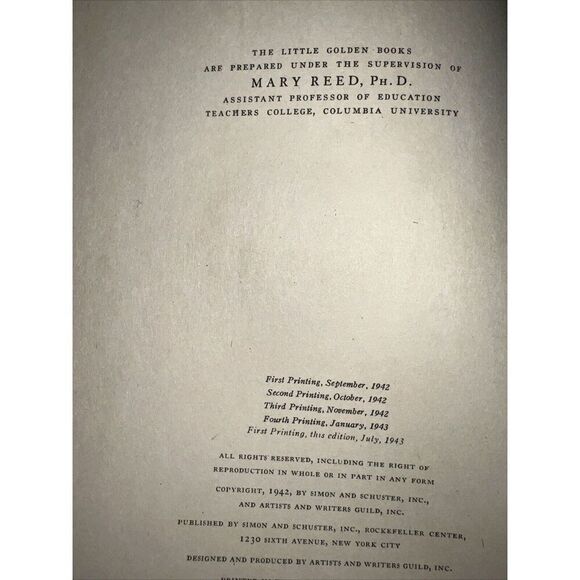 THE LITTLE GOLDEN BOOKS
ARE PREPARED UNDER THE SUPERVISION OF
MARY REED, PH.D.
ASSISTANT PROFESSOR OF EDUCATION
TEACHERS COLLEGE, COLUMBIA UNIVERSITY
First Printing, September, 1942
Second Printing, October, 1942
Third Printing, November, 1942
Fourth Printing, January, 1943
First Printing, this edition, July, 1943
ALL RIGHTS RESERVED, INCLUDING THE RIGHT OF
REPRODUCTION IN WHOLE OR IN PART IN ANY FORM
COPYRIGHT, 1942, BY SIMON AND SCHUSTER, INC.,
AND ARTISTS AND WRITERS GUILD, INC.
PUBLISHED BY SIMON AND SCHUSTER, INC., ROCKEFELLER CENTER,
1230 SIXTH AVENUE, NEW YORK CITY
DESIGNED AND PRODUCED BY ARTISTS AND WRITERS GUILD, INC.